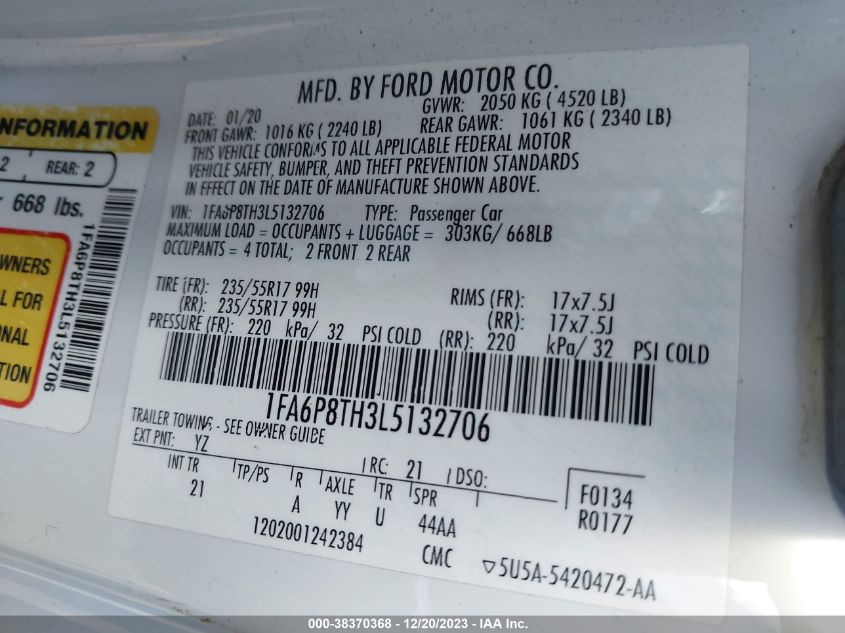 MFD. BY FORD MOTOR CO.
DATE: 01/20 GVWR: 2050 KG ( 4520 LB)
FRONT GAWR: 1016 KG ( 2240 LB) REAR GAWR: 1061 KG ( 2340 LB)
THIS VEHICLE CONFORMS TO ALL APPLICABLE FEDERAL MOTOR
VEHICLE SAFETY, BUMPER, AND THEFT PREVENTION STANDARDS
IN EFFECT ON THE DATE OF MANUFACTURE SHOWN ABOVE.
VIN: 1FA6P8TH3L5132706 TYPE: Passenger Car
MAXIMUM LOAD = OCCUPANTS + LUGGAGE = 303KG/ 668LB
OCCUPANTS = 4 TOTAL; 2 FRONT 2 REAR
TIRE (FR): 235/55R17 99H RIMS (FR): 17x7.5J
(RR): 235/55R17 99H (RR): 17x7.5J
PRESSURE (FR): 220 kPa/ 32 PSI COLD (RR): 220 kPa/ 32 PSI COLD
1FA6P8TH3L5132706
TRAILER TOWING - SEE OWNER GUIDE
EXT PNT: YZ RC: 21 DSO:
INT TR TP/PS R AXLE TR SPR
21 A YY U 44AA
F0134
R0177
1202001242384 CMC ▽5U5A-5420472-AA
NFORMATION
2 REAR: 2
668 lbs.
1FA6P8TH3L5132706
WNERS
L FOR
ONAL
TION
000-38370368 - 12/20/2023 - IAA Inc.